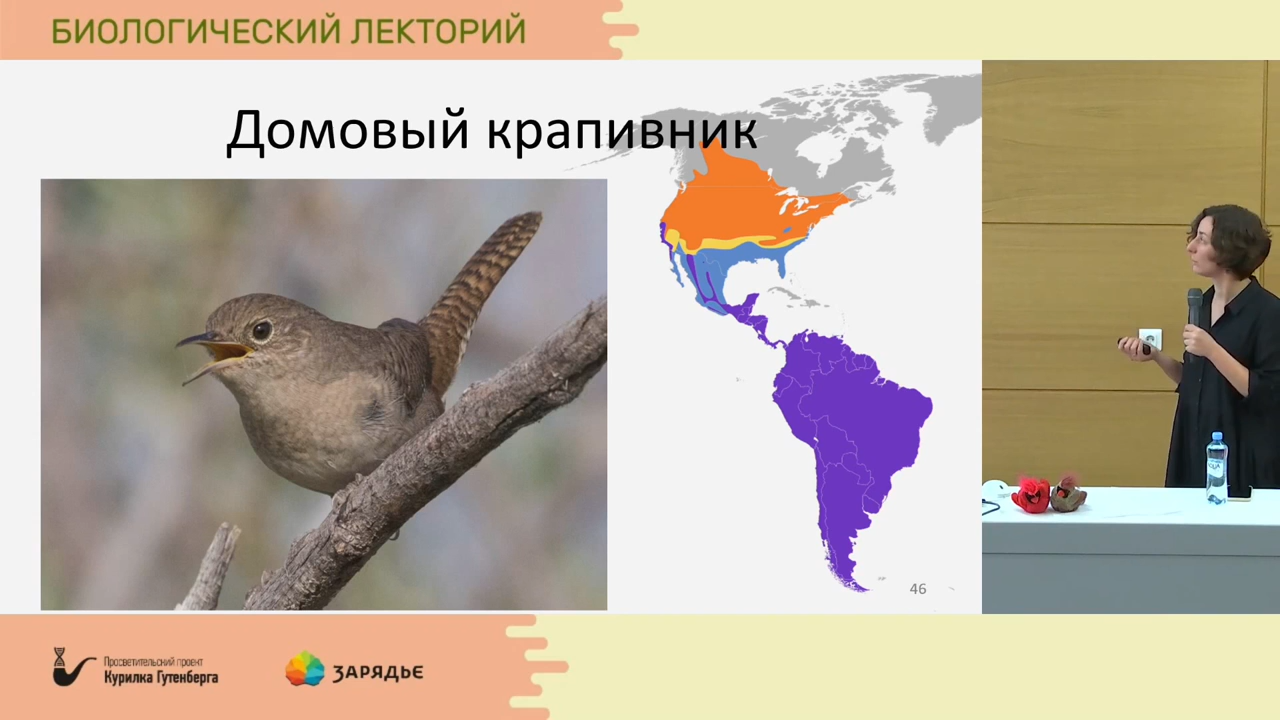 БИОЛОГИЧЕСКИЙ ЛЕКТОРИЙ
Домовый крапивник
46
Просветительский проект
Курилка Гутенберга
ЗАРЯДЬЕ